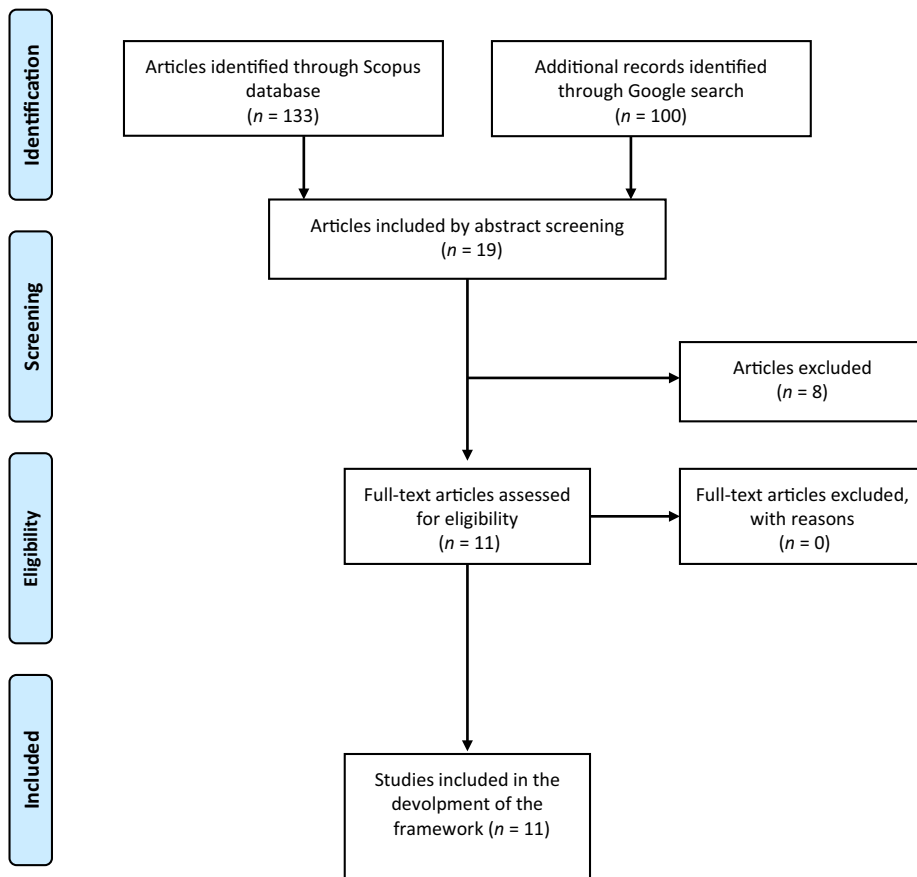 Identification
Articles identified through Scopus
database
(n = 133)
Additional records identified
through Google search
(n = 100)
Articles included by abstract screening
(n = 19)
Screening
Articles excluded
(n = 8)
Eligibility
Full-text articles assessed
for eligibility
(n = 11)
Full-text articles excluded,
with reasons
(n = 0)
Included
Studies included in the
devolpment of the
framework (n = 11)